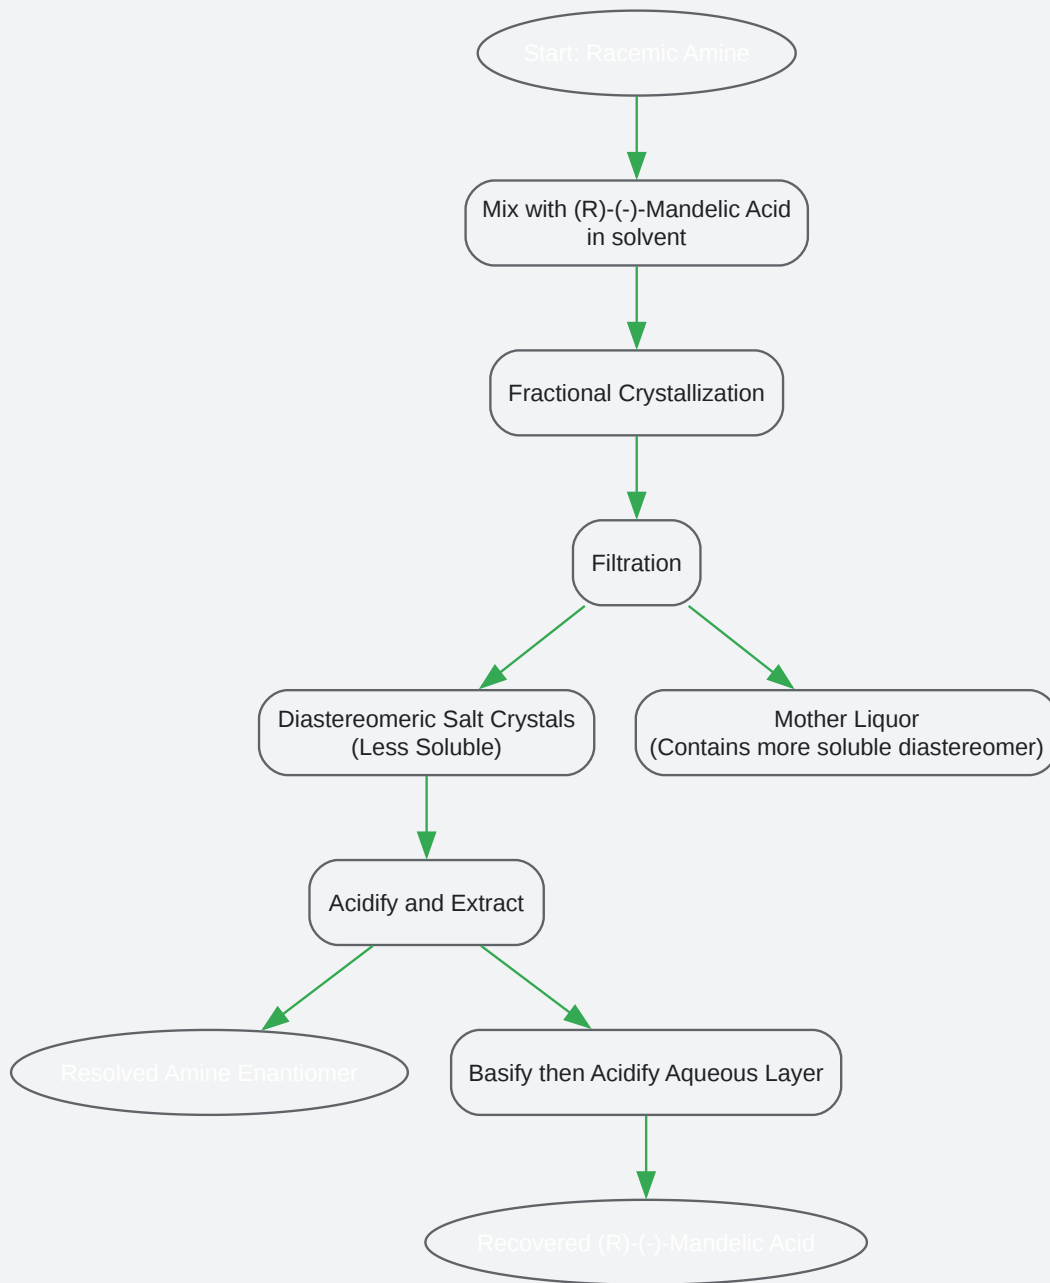 Start: Racemic Amine
Mix with (R)-(-)-Mandelic Acid
in solvent
Fractional Crystallization
Filtration
Diastereomeric Salt Crystals
(Less Soluble)
Mother Liquor
(Contains more soluble diastereomer)
Acidify and Extract
Resolved Amine Enantiomer
Basify then Acidify Aqueous Layer
Recovered (R)-(-)-Mandelic Acid